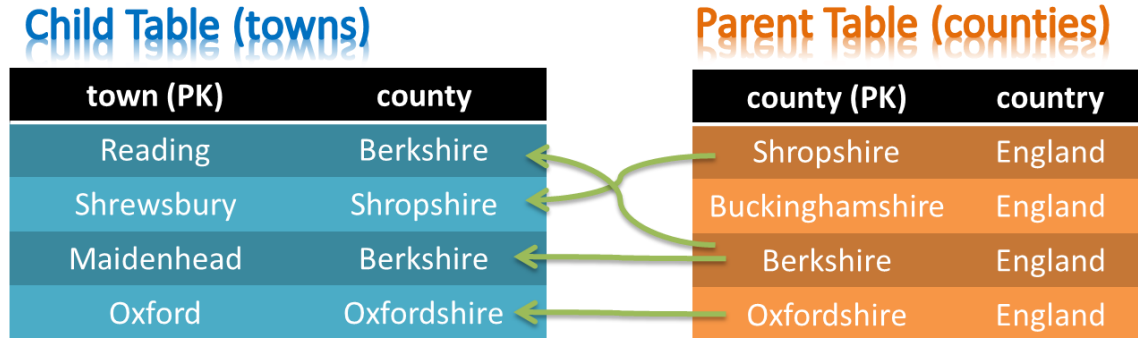 Child Table (towns)
town (PK) county
Reading Berkshire
Shrewsbury Shropshire
Maidenhead Berkshire
Oxford Oxfordshire
Parent Table (counties)
county (PK) country
Shropshire England
Buckinghamshire England
Berkshire England
Oxfordshire England